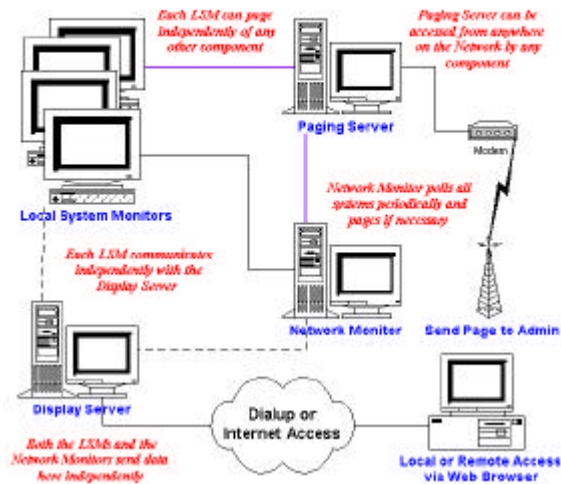 Each LSM can page
independently of any
other component
Paging Server can be
accessed from anywhere
on the Network by any
component
Paging Server
Modem
Local System Monitors
Network Monitor polls all
systems periodically and
pages if necessary
Each LSM communicates
independently with the
Display Server
Network Monitor
Send Page to Admin
Display Server
Dialup or
Internet Access
Both the LSMs and the
Network Monitors send data
here independently
Local or Remote Access
via Web Browser